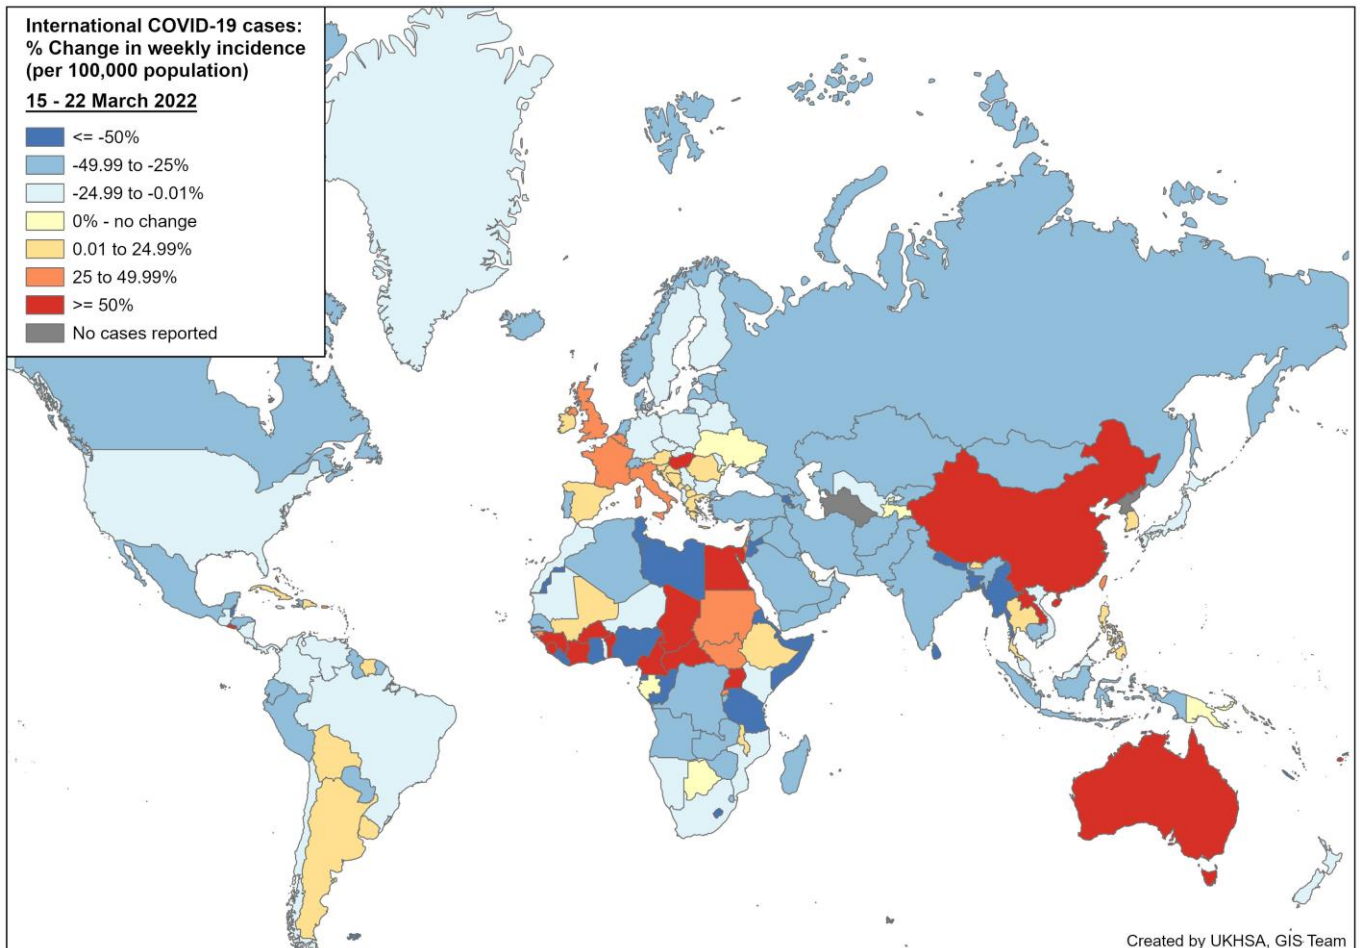 International COVID-19 cases:
% Change in weekly incidence
(per 100,000 population)
15 - 22 March 2022
<= -50%
-49.99 to -25%
-24.99 to -0.01%
0% - no change
0.01 to 24.99%
25 to 49.99%
>= 50%
No cases reported
Created by UKHSA, GIS Team